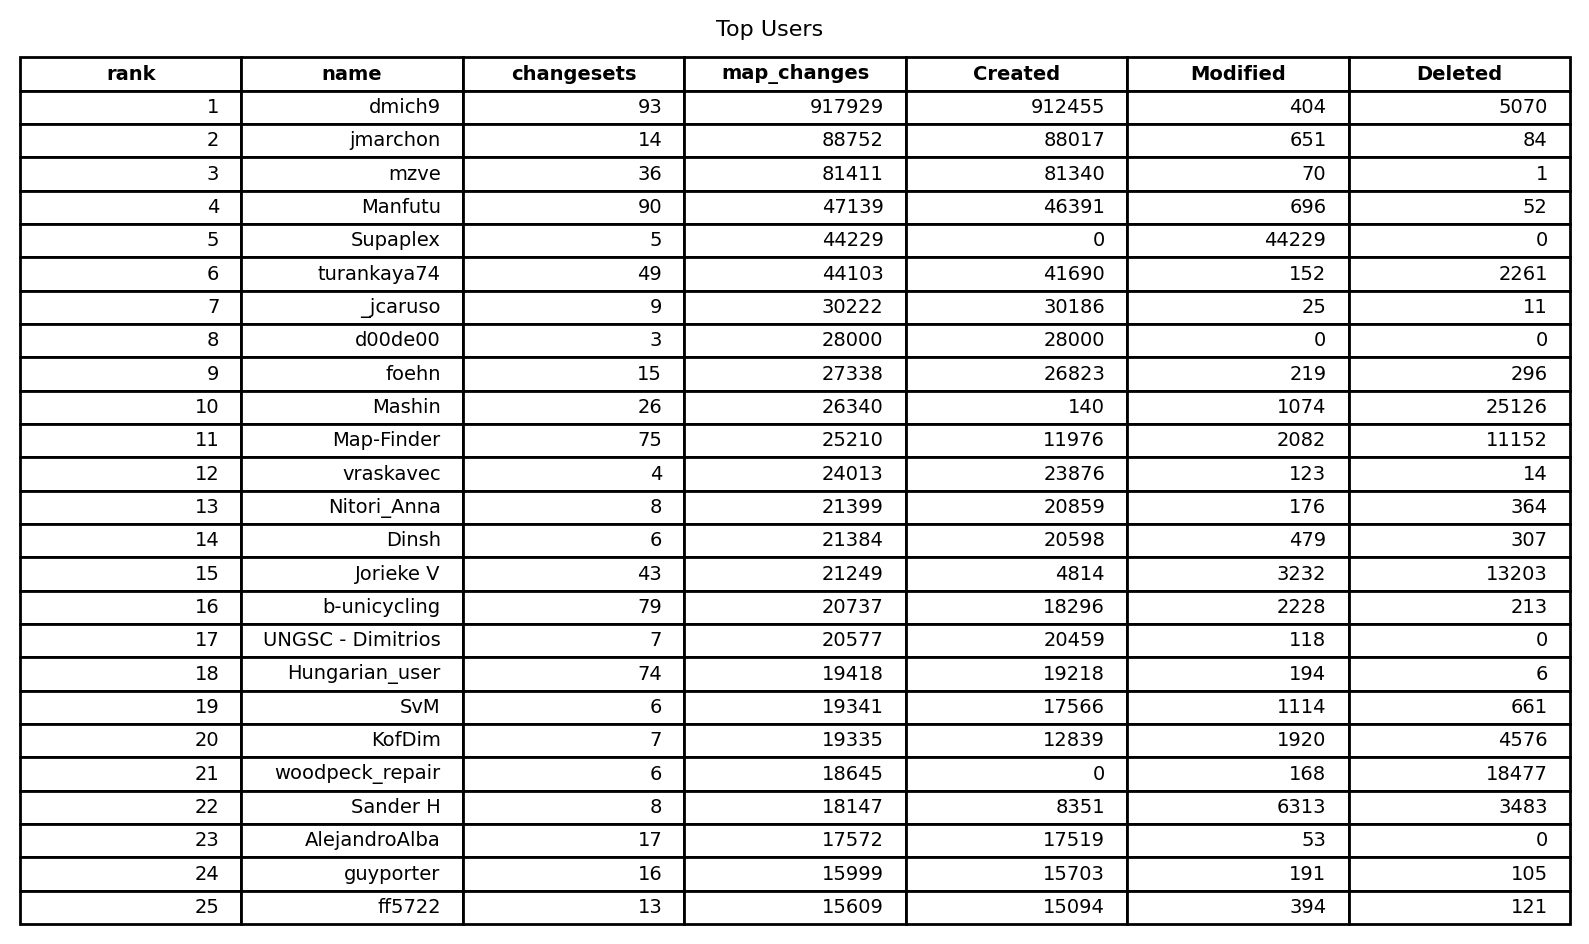 Top Users
rank name changesets map_changes Created Modified Deleted
1 dmich9 93 917929 912455 404 5070
2 jmarchon 14 88752 88017 651 84
3 mzve 36 81411 81340 70 1
4 Manfutu 90 47139 46391 696 52
5 Supaplex 5 44229 0 44229 0
6 turankaya74 49 44103 41690 152 2261
7 _jcaruso 9 30222 30186 25 11
8 d00de00 3 28000 28000 0 0
9 foehn 15 27338 26823 219 296
10 Mashin 26 26340 140 1074 25126
11 Map-Finder 75 25210 11976 2082 11152
12 vraskavec 4 24013 23876 123 14
13 Nitori_Anna 8 21399 20859 176 364
14 Dinsh 6 21384 20598 479 307
15 Jorieke V 43 21249 4814 3232 13203
16 b-unicycling 79 20737 18296 2228 213
17 UNGSC - Dimitrios 7 20577 20459 118 0
18 Hungarian_user 74 19418 19218 194 6
19 SvM 6 19341 17566 1114 661
20 KofDim 7 19335 12839 1920 4576
21 woodpeck_repair 6 18645 0 168 18477
22 Sander H 8 18147 8351 6313 3483
23 AlejandroAlba 17 17572 17519 53 0
24 guyporter 16 15999 15703 191 105
25 ff5722 13 15609 15094 394 121